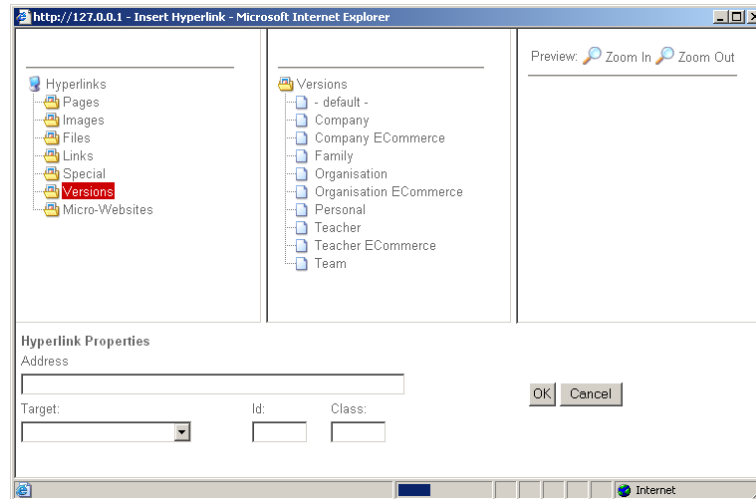 http://127.0.0.1 - Insert Hyperlink - Microsoft Internet Explorer
Hyperlinks
Pages
Images
Files
Links
Special
Versions
Micro-Websites
Versions
- default -
Company
Company ECommerce
Family
Organisation
Organisation ECommerce
Personal
Teacher
Teacher ECommerce
Team
Preview: Zoom In Zoom Out
Hyperlink Properties
Address
Target: Id: Class:
OK Cancel
Internet